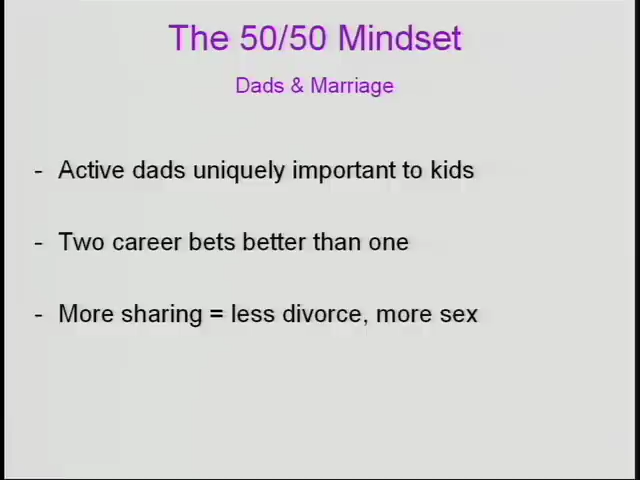 The 50/50 Mindset
Dads & Marriage
- Active dads uniquely important to kids
- Two career bets better than one
- More sharing = less divorce, more sex